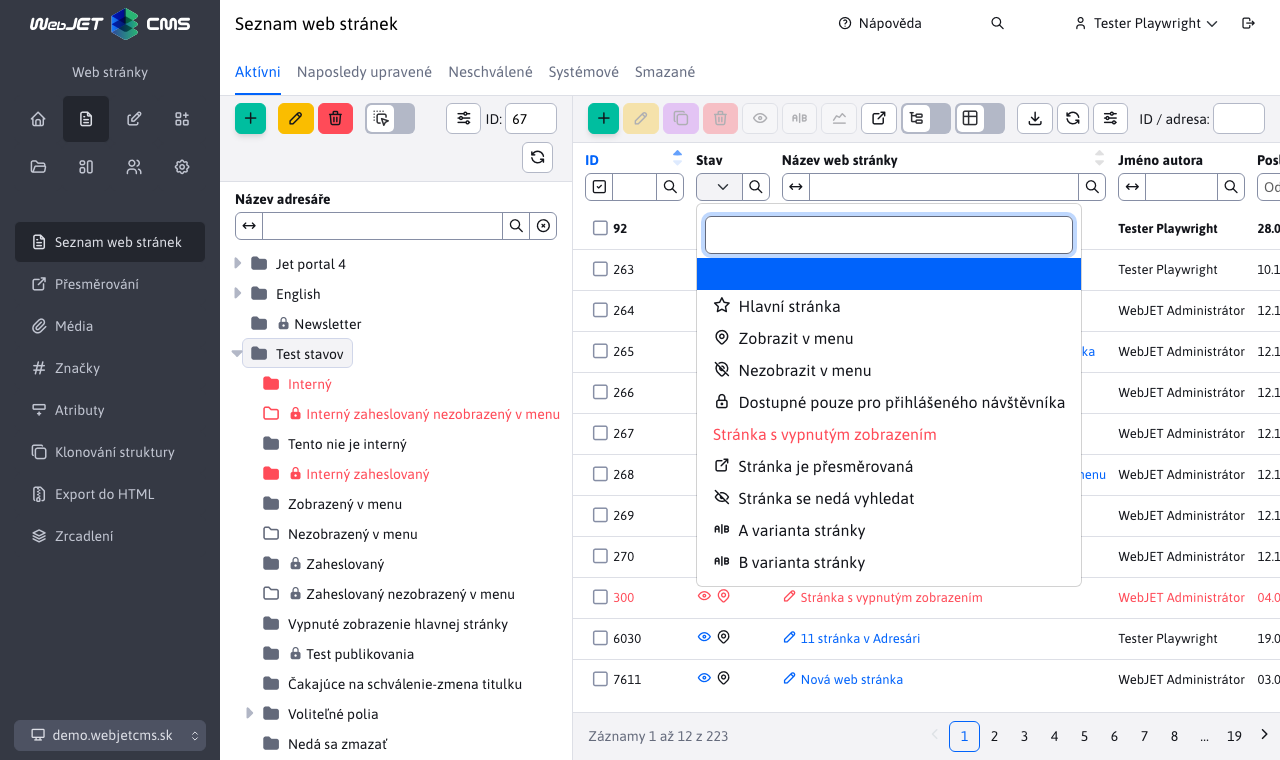 WebJET CMS
Seznam web stránek
Nápověda
Tester Playwright
Web stránky
Aktívni
Naposledy upravené
Neschválené
Systémové
Smazané
ID: 67
ID / adresa:
Seznam web stránek
Přesměrování
Média
Značky
Atributy
Klonování struktury
Export do HTML
Zrcadlení
demo.webjetcms.sk
Název adresáře
Jet portal 4
English
Newsletter
Test stavov
Interný
Interný zaheslovaný nezobrazený v menu
Tento nie je interný
Interný zaheslovaný
Zobrazený v menu
Nezobrazený v menu
Zaheslovaný
Zaheslovaný nezobrazený v menu
Vypnuté zobrazenie hlavnej stránky
Test publikovania
Čakajúce na schválenie-zmena titulku
Voliteľné polia
Nedá sa zmazať
ID Stav Název web stránky Jméno autora Posl
Od
92 Tester Playwright 28.0
263 Tester Playwright 10.1
264 WebJET Administrátor 12.1
265 ka WebJET Administrátor 12.1
266 WebJET Administrátor 12.1
267 WebJET Administrátor 12.1
268 nenu WebJET Administrátor 12.1
269 WebJET Administrátor 12.1
270 WebJET Administrátor 12.1
300 Stránka s vypnutým zobrazením WebJET Administrátor 04.0
6030 11 stránka v Adresári Tester Playwright 19.0
7611 Nová web stránka WebJET Administrátor 03.0
Hlavní stránka
Zobrazit v menu
Nezobrazit v menu
Dostupné pouze pro přihlášeného návštěvníka
Stránka s vypnutým zobrazením
Stránka je přesměrovaná
Stránka se nedá vyhledat
A|B A varianta stránky
A|B B varianta stránky
Záznamy 1 až 12 z 223
1 2 3 4 5 6 7 8 … 19